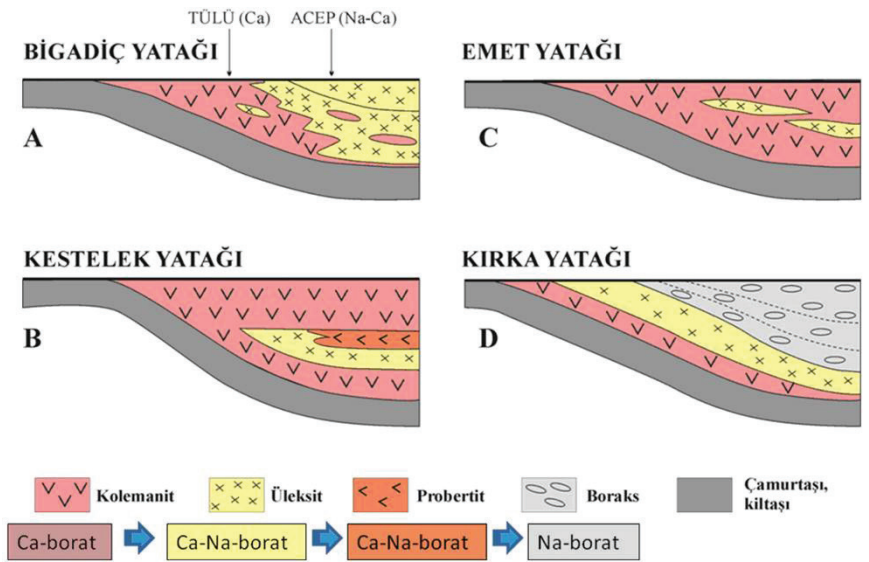 TÜLÜ (Ca) ACEP (Na-Ca)
BİGADİÇ YATAĞI
A
EMET YATAĞI
C
KESTELEK YATAĞI
B
KIRKA YATAĞI
D
Kolemanit Üleksit Probertit Boraks Çamurtaşı,
kiltaşı
Ca-borat Ca-Na-borat Ca-Na-borat Na-borat